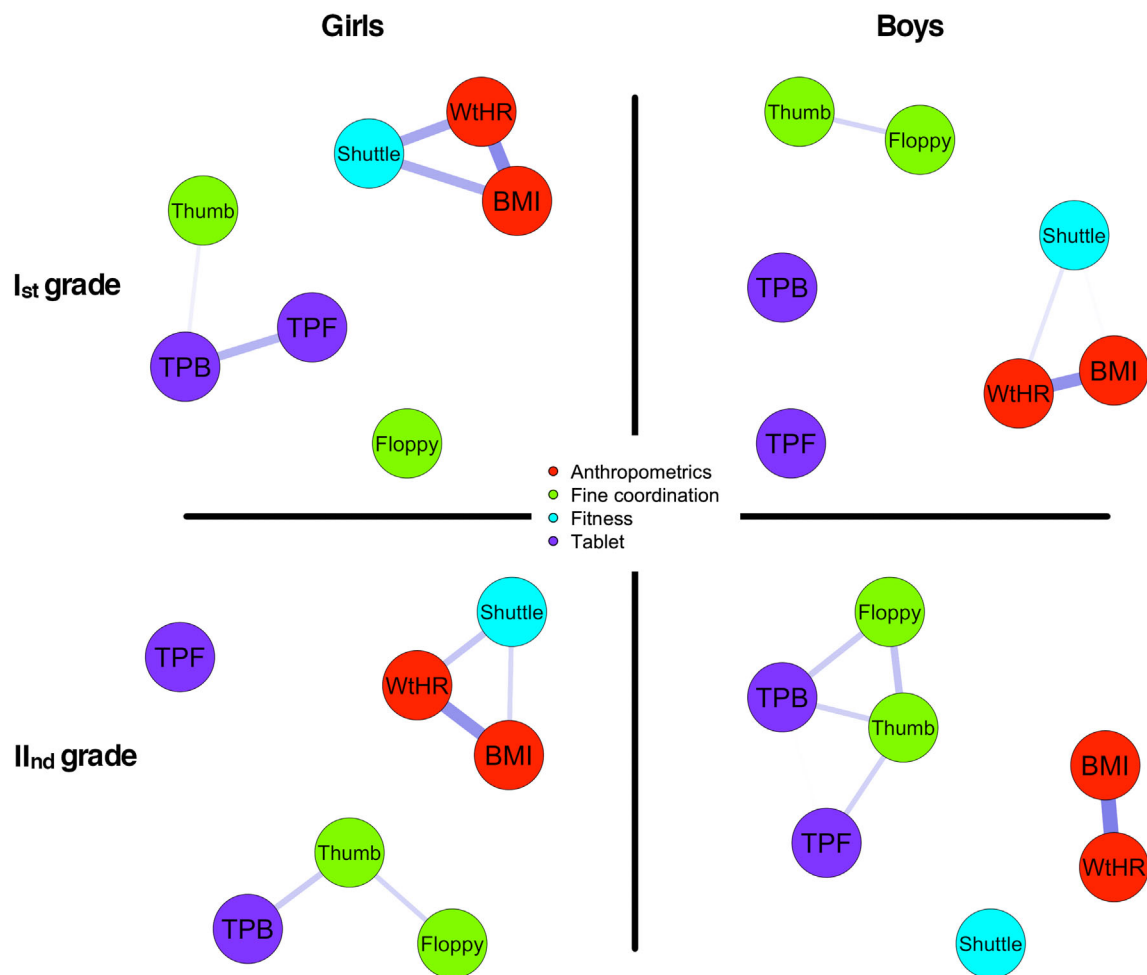 Girls
Boys
WtHR
Shuttle
BMI
Thumb
TPF
TPB
Floppy
Ist grade
Thumb
Floppy
Shuttle
TPB
BMI
WtHR
TPF
Anthropometrics
Fine coordination
Fitness
Tablet
IInd grade
Shuttle
TPF
WtHR
BMI
Thumb
TPB
Floppy
Floppy
TPB
Thumb
BMI
TPF
WtHR
Shuttle